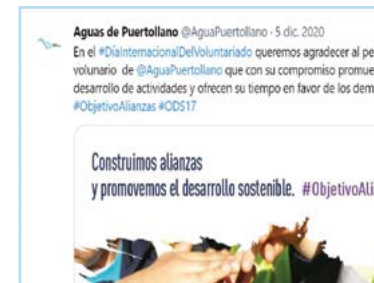 Aguas de Puertollano @AguaPuertollano · 5 dic. 2020
En el #DíaInternacionalDelVoluntariado queremos agradecer al pe
volunario de @AguaPuertollano que con su compromiso promue
desarrollo de actividades y ofrecen su tiempo en favor de los dem
#ObjetivoAlianzas #ODS17
Construimos alianzas
y promovemos el desarrollo sostenible. #ObjetivoAli